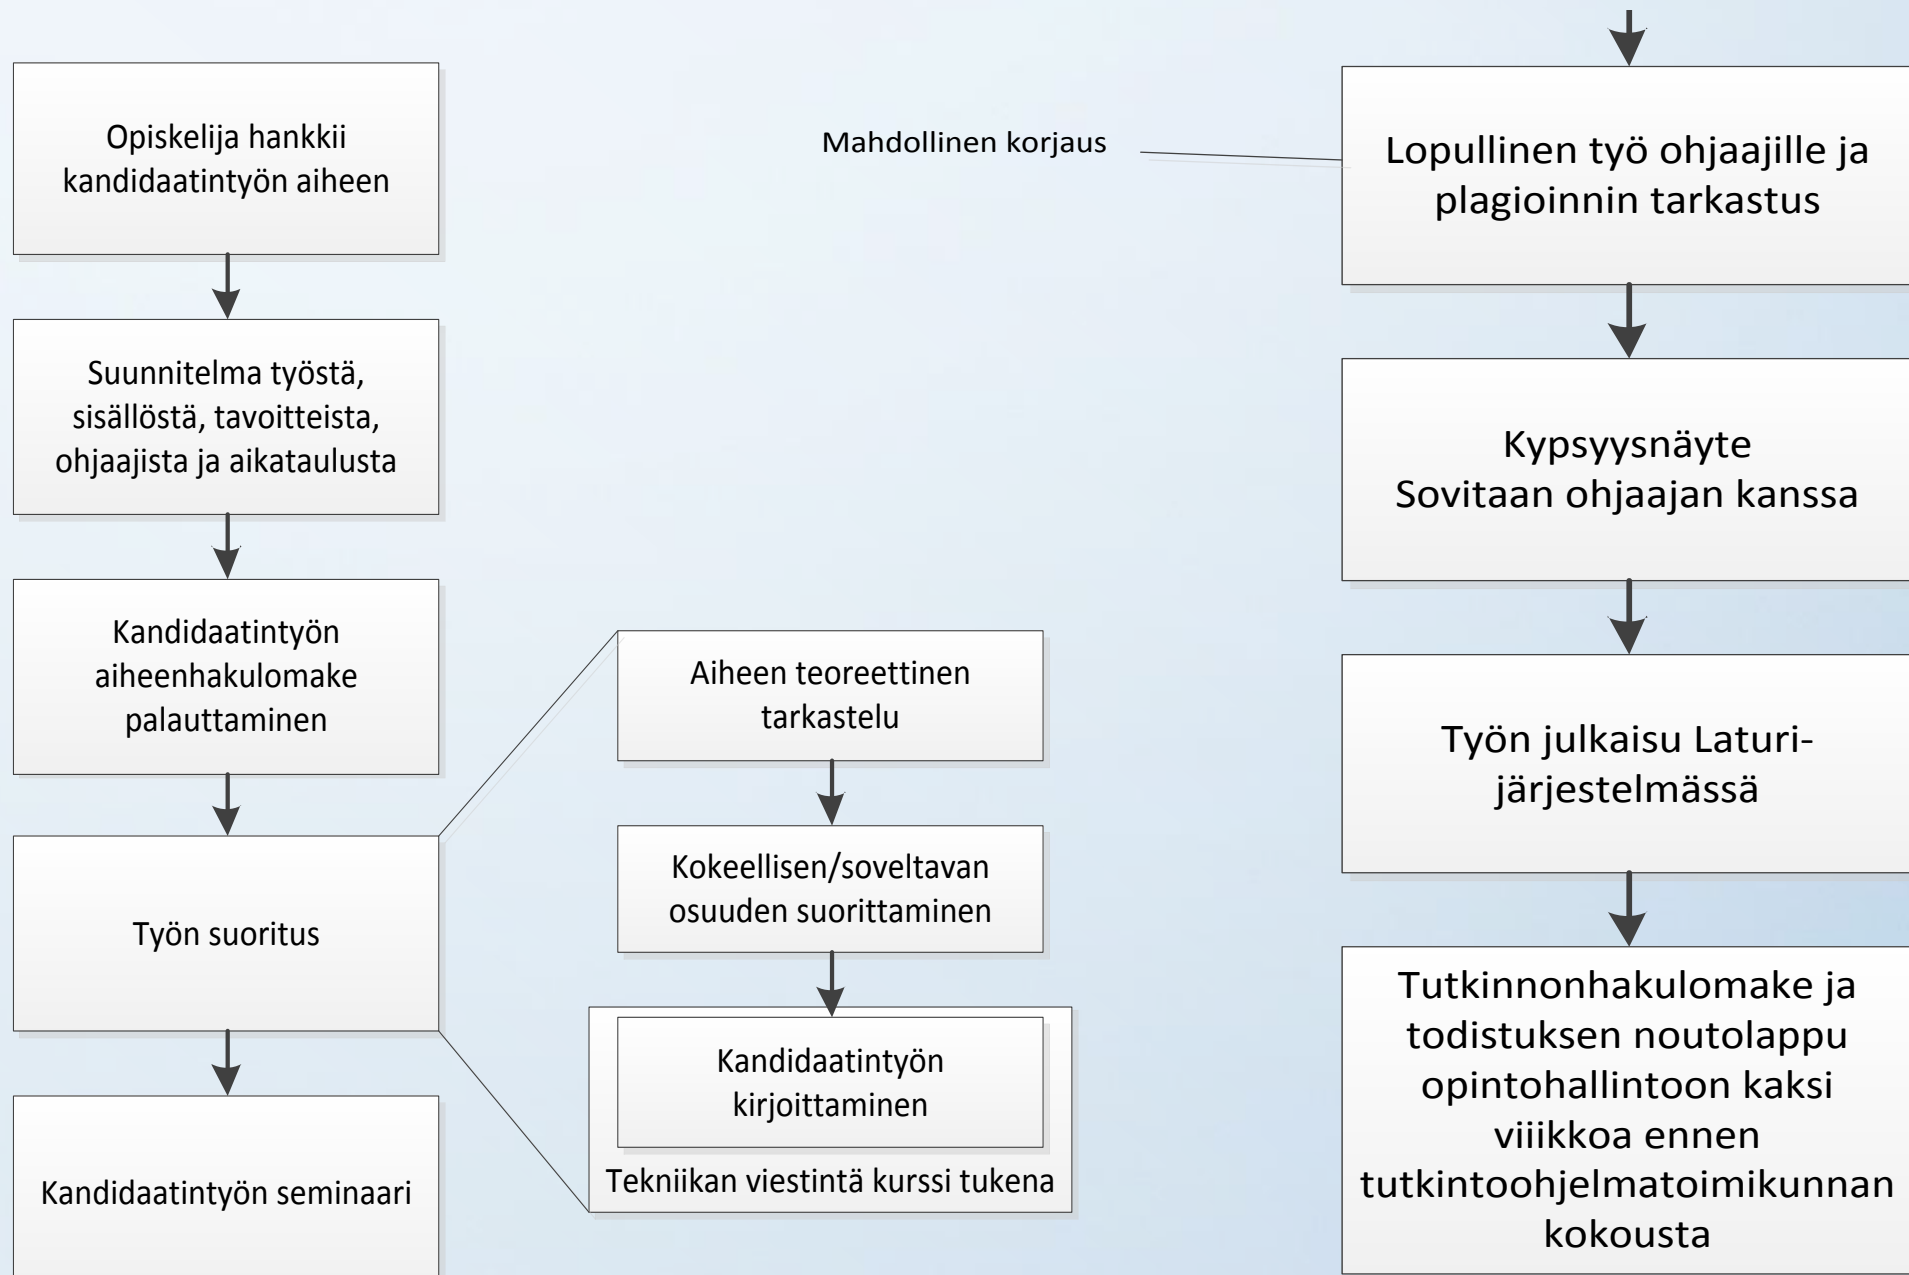 Opiskelija hankkii
kandidaatintyön aiheen
Suunnitelma työstä,
sisällöstä, tavoitteista,
ohjaajista ja aikataulusta
Kandidaatintyön
aiheenhakulomake
palauttaminen
Työn suoritus
Kandidaatintyön seminaari
Aiheen teoreettinen
tarkastelu
Kokeellisen/soveltavan
osuuden suorittaminen
Kandidaatintyön
kirjoittaminen
Tekniikan viestintä kurssi tukena
Mahdollinen korjaus
Lopullinen työ ohjaajille ja
plagioinnin tarkastus
Kypsyysnäyte
Sovitaan ohjaajan kanssa
Työn julkaisu Laturi-
järjestelmässä
Tutkinnonhakulomake ja
todistuksen noutolappu
opintohallintoon kaksi
viiikkoa ennen
tutkintoohjelmatoimikunnan
kokousta